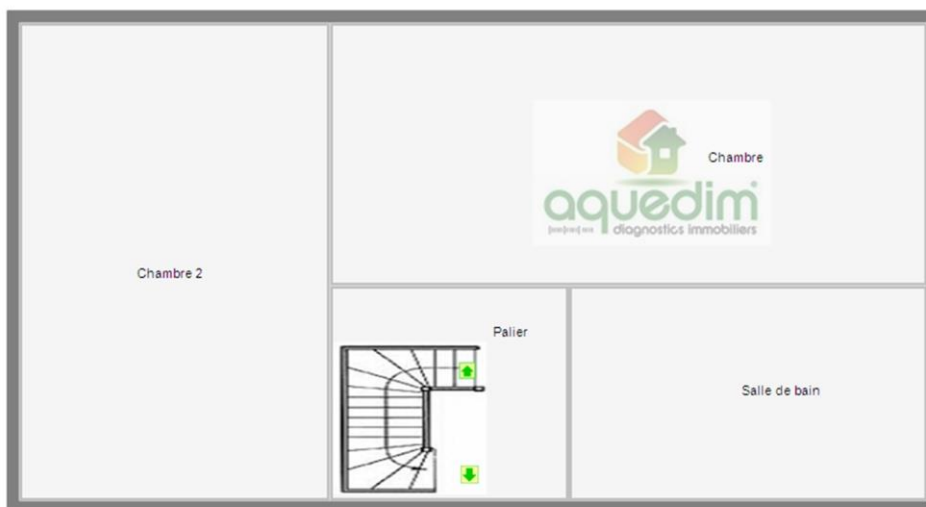 Chambre
aquedim
diagnostics immobiliers
Chambre 2
Palier
Salle de bain